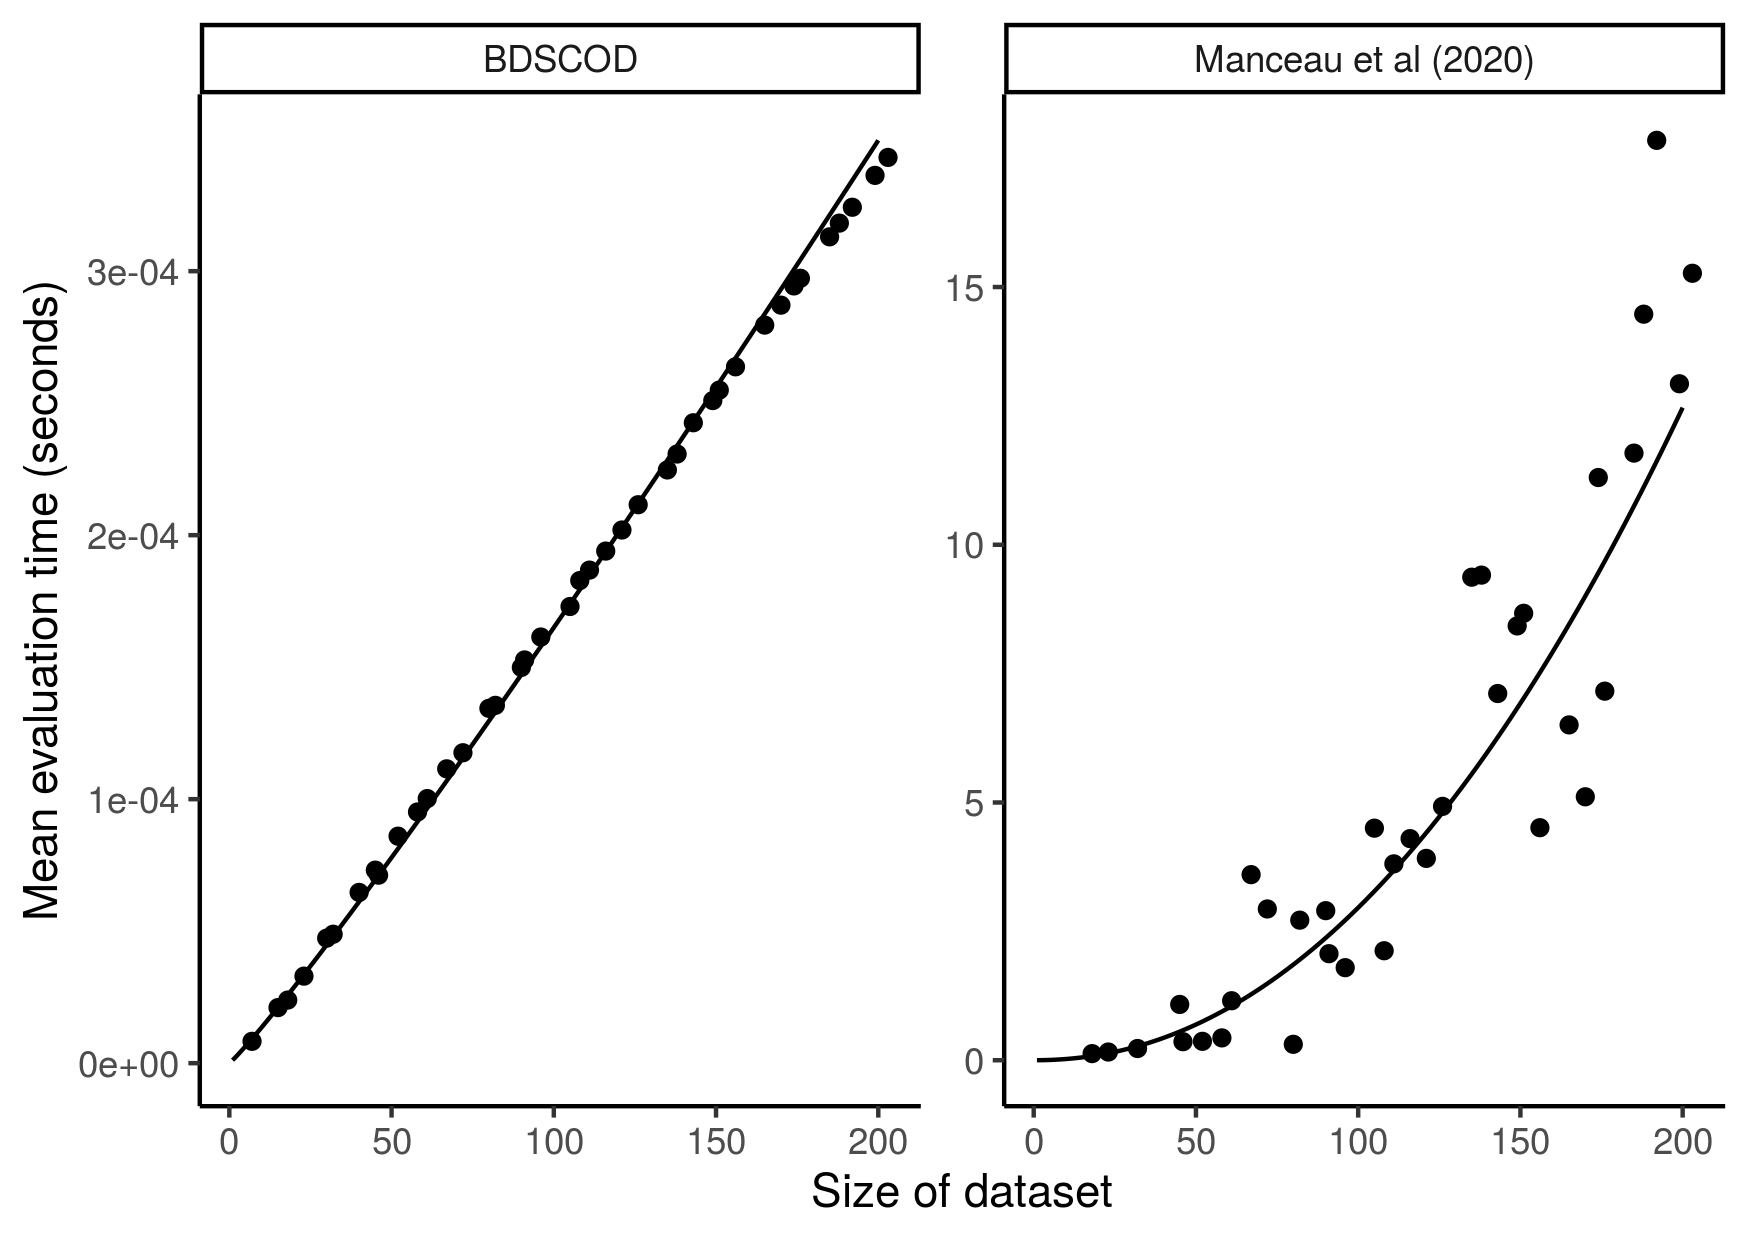 BDSCOD
Manceau et al (2020)
Mean evaluation time (seconds)
3e-04
2e-04
1e-04
0e+00
15
10
5
0
0 50 100 150 200
0 50 100 150 200
Size of dataset